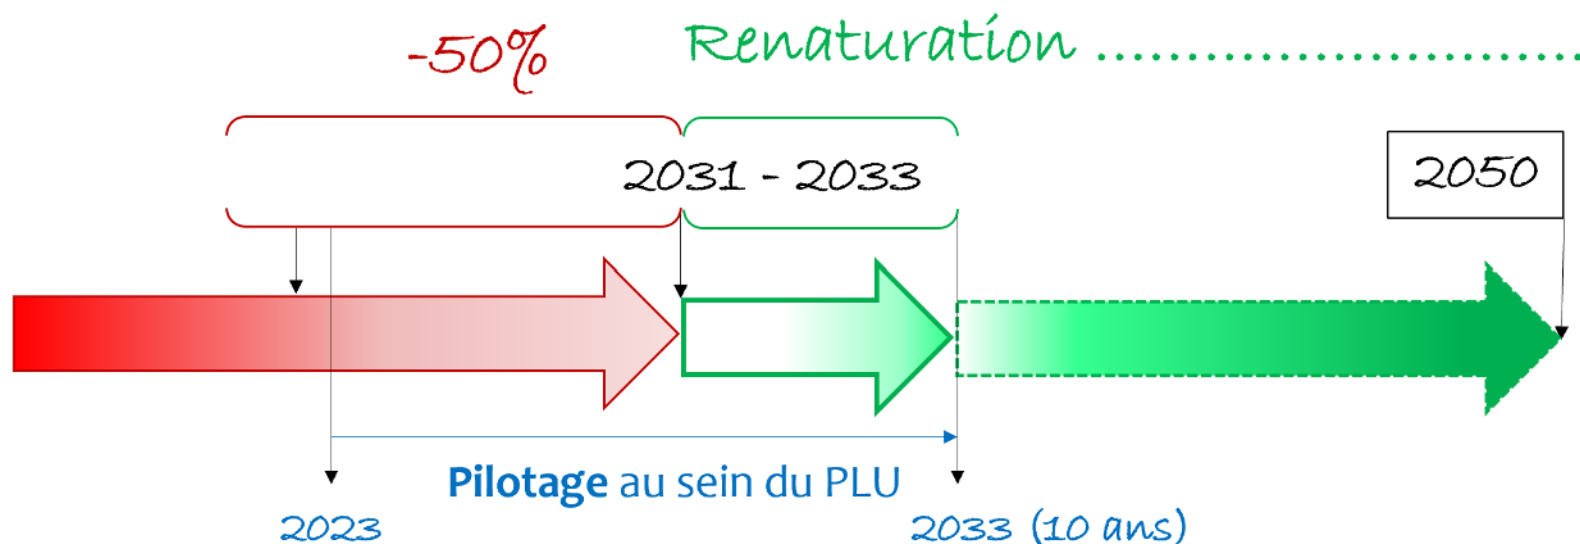 -50%
Renaturation ..............................
2031 - 2033
2050
Pilotage au sein du PLU
2023
2033 (10 ans)